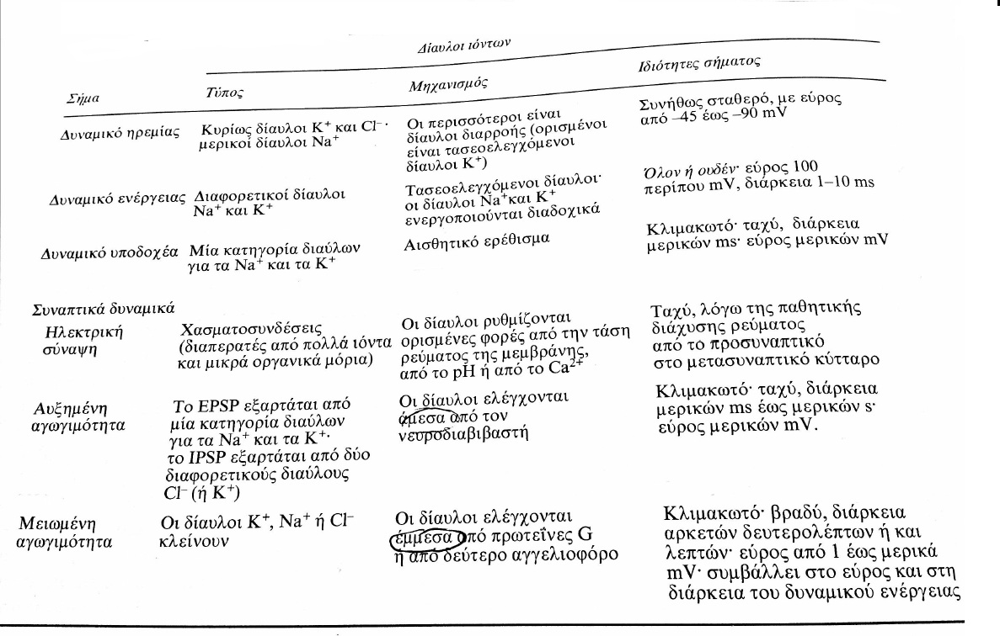 Δίαυλοι ιόντων
Σήμα
Τύπος
Μηχανισμός
Ιδιότητες σήματος
Δυναμικό ηρεμίας
Κυρίως δίαυλοι K⁺ και Cl⁻·
μερικοί δίαυλοι Na⁺
Οι περισσότεροι είναι
δίαυλοι διαρροής (ορισμένοι
είναι τασεοελεγχόμενοι
δίαυλοι K⁺)
Συνήθως σταθερό, με εύρος
από –45 έως –90 mV
Δυναμικό ενέργειας
Διαφορετικοί δίαυλοι
Na⁺ και K⁺
Τασεοελεγχόμενοι δίαυλοι·
οι δίαυλοι Na⁺και K⁺
ενεργοποιούνται διαδοχικά
Όλον ή ουδέν· εύρος 100
περίπου mV, διάρκεια 1–10 ms
Δυναμικό υποδοχέα
Μία κατηγορία διαύλων
για τα Na⁺ και τα K⁺
Αισθητικό ερέθισμα
Κλιμακωτό· ταχύ, διάρκεια
μερικών ms· εύρος μερικών mV
Συναπτικά δυναμικά
Ηλεκτρική
σύναψη
Χασματοσυνδέσεις
(διαπερατές από πολλά ιόντα
και μικρά οργανικά μόρια)
Οι δίαυλοι ρυθμίζονται
ορισμένες φορές από την τάση
ρεύματος της μεμβράνης,
από το pH ή από το Ca²⁺
Ταχύ, λόγω της παθητικής
διάχυσης ρεύματος
από το προσυναπτικό
στο μετασυναπτικό κύτταρο
Αυξημένη
αγωγιμότητα
Το EPSP εξαρτάται από
μία κατηγορία διαύλων
για τα Na⁺ και τα K⁺·
το IPSP εξαρτάται από δύο
διαφορετικούς διαύλους
Cl⁻ (ή K⁺)
Οι δίαυλοι ελέγχονται
άμεσα από τον
νευροδιαβιβαστή
Κλιμακωτό· ταχύ, διάρκεια
μερικών ms έως μερικών s·
εύρος μερικών mV.
Μειωμένη
αγωγιμότητα
Οι δίαυλοι K⁺, Na⁺ ή Cl⁻
κλείνουν
Οι δίαυλοι ελέγχονται
έμμεσα από πρωτεΐνες G
ή από δεύτερο αγγελιοφόρο
Κλιμακωτό· βραδύ, διάρκεια
αρκετών δευτερολέπτων ή και
λεπτών· εύρος από 1 έως μερικά
mV· συμβάλλει στο εύρος και στη
διάρκεια του δυναμικού ενέργειας